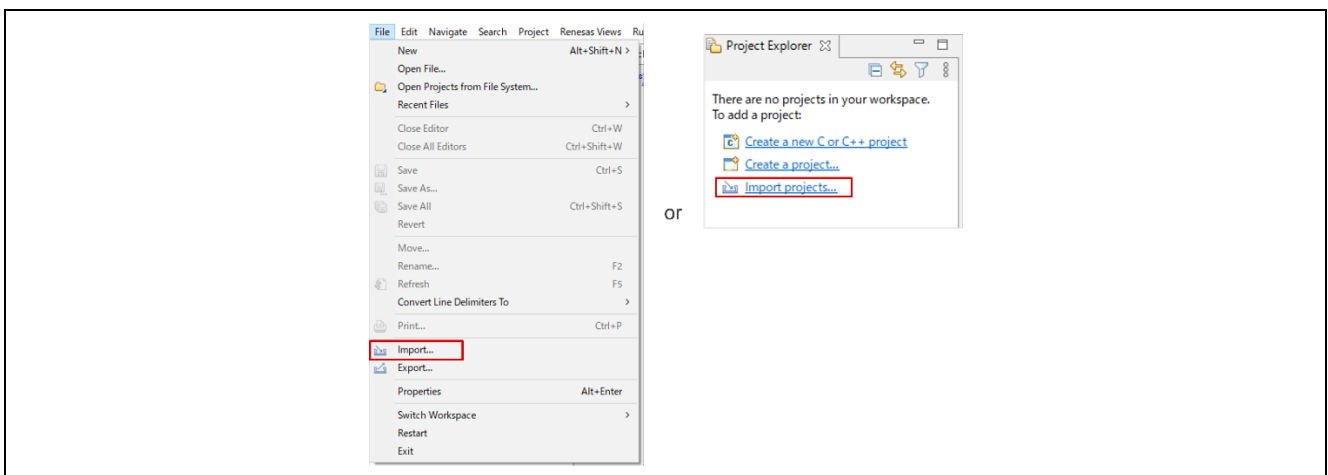 File Edit Navigate Search Project Renesas Views Ru
New Alt+Shift+N >
Open File...
Open Projects from File System...
Recent Files >
Close Editor Ctrl+W
Close All Editors Ctrl+Shift+W
Save Ctrl+S
Save As...
Save All Ctrl+Shift+S
Revert
Move...
Rename... F2
Refresh F5
Convert Line Delimiters To >
Print... Ctrl+P
Import...
Export...
Properties Alt+Enter
Switch Workspace >
Restart
Exit
or
Project Explorer
There are no projects in your workspace.
To add a project:
Create a new C or C++ project
Create a project...
Import projects...